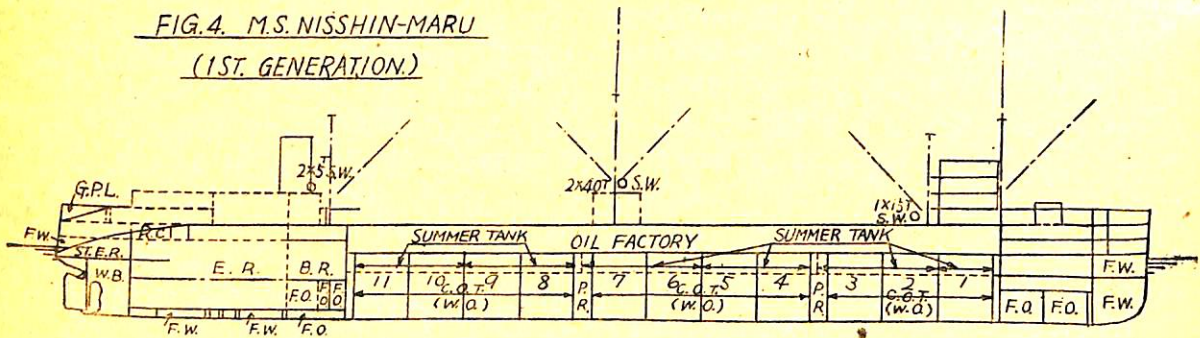 FIG.4. M.S. NISSHIN-MARU
(1ST. GENERATION.)
2×5T S.W.
2×40T S.W.
1×15T
S.W.
G.P.L.
F.W.
ST.E.R.
W.B.
E.R.
B.R.
F.O.
F.O.
F.O.
SUMMER TANK
OIL FACTORY
SUMMER TANK
11 10 9 8 P.R. 7 6 5 4 P.R. 3 2 1
C.O.T. C.O.T. C.O.T.
(W.O.) (W.O.) (W.O.)
F.W.
F.O. F.O. F.W.
F.W. F.W. F.O.